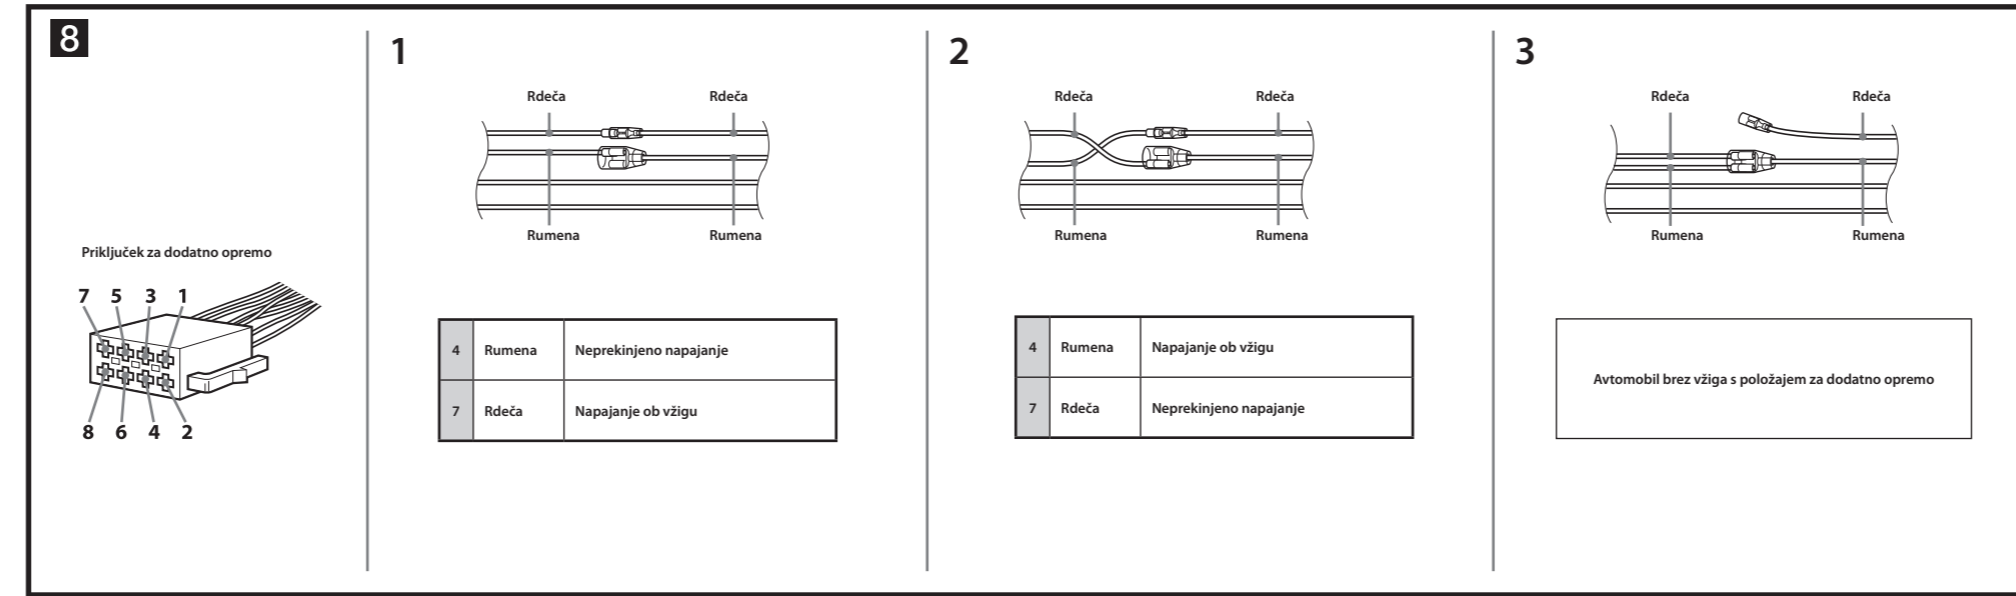 8
Priključek za dodatno opremo
7 5 3 1
8 6 4 2
1
Rdeča Rdeča
Rumena Rumena
4 Rumena Neprekinjeno napajanje
7 Rdeča Napajanje ob vžigu
2
Rdeča Rdeča
Rumena Rumena
4 Rumena Napajanje ob vžigu
7 Rdeča Neprekinjeno napajanje
3
Rdeča Rdeča
Rumena Rumena
Avtomobil brez vžiga s položajem za dodatno opremo